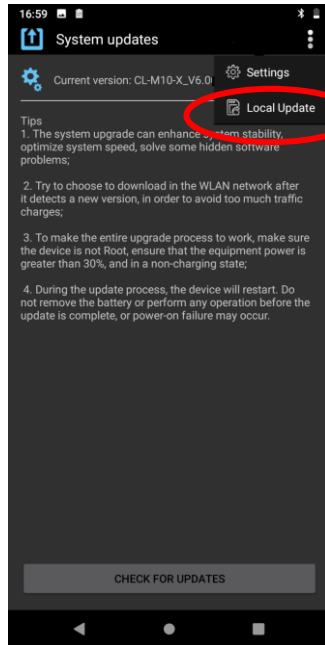 16:59
System updates
Settings
Current version: CL-M10-X_V6.0
Local Update
Tips
1. The system upgrade can enhance system stability,
optimize system speed, solve some hidden software
problems;
2. Try to choose to download in the WLAN network after
it detects a new version, in order to avoid too much traffic
charges;
3. To make the entire upgrade process to work, make sure
the device is not Root, ensure that the equipment power is
greater than 30%, and in a non-charging state;
4. During the update process, the device will restart. Do
not remove the battery or perform any operation before the
update is complete, or power-on failure may occur.
CHECK FOR UPDATES